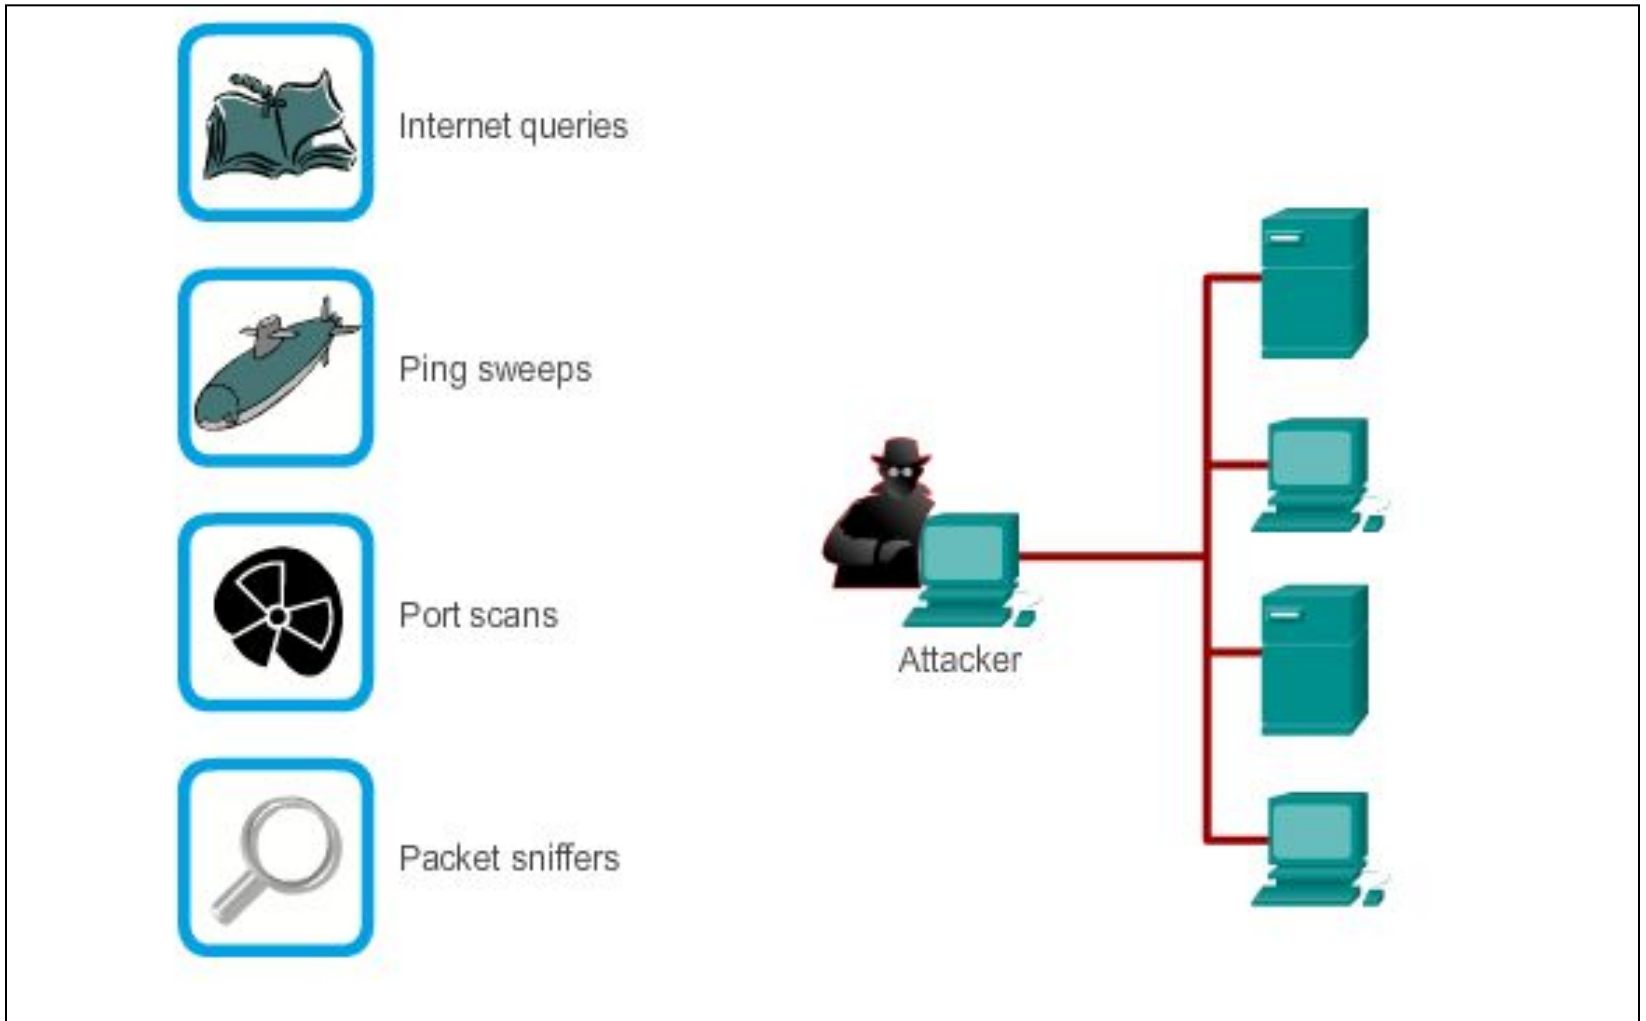 Internet queries
Ping sweeps
Port scans
Packet sniffers
Attacker